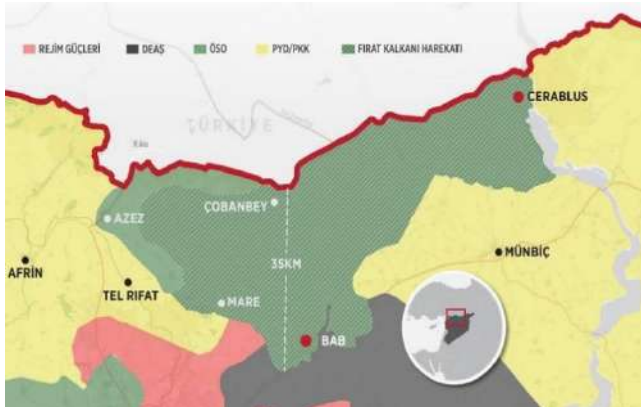 REJİM GÜÇLERİ
DEAŞ
ÖSO
PYD/PKK
FIRAT KALKANI HAREKATI
TÜRKİYE
Kilis
CERABLUS
ÇOBANBEY
AZEZ
35KM
MÜNBİÇ
AFRİN
TEL RIFAT
MARE
BAB